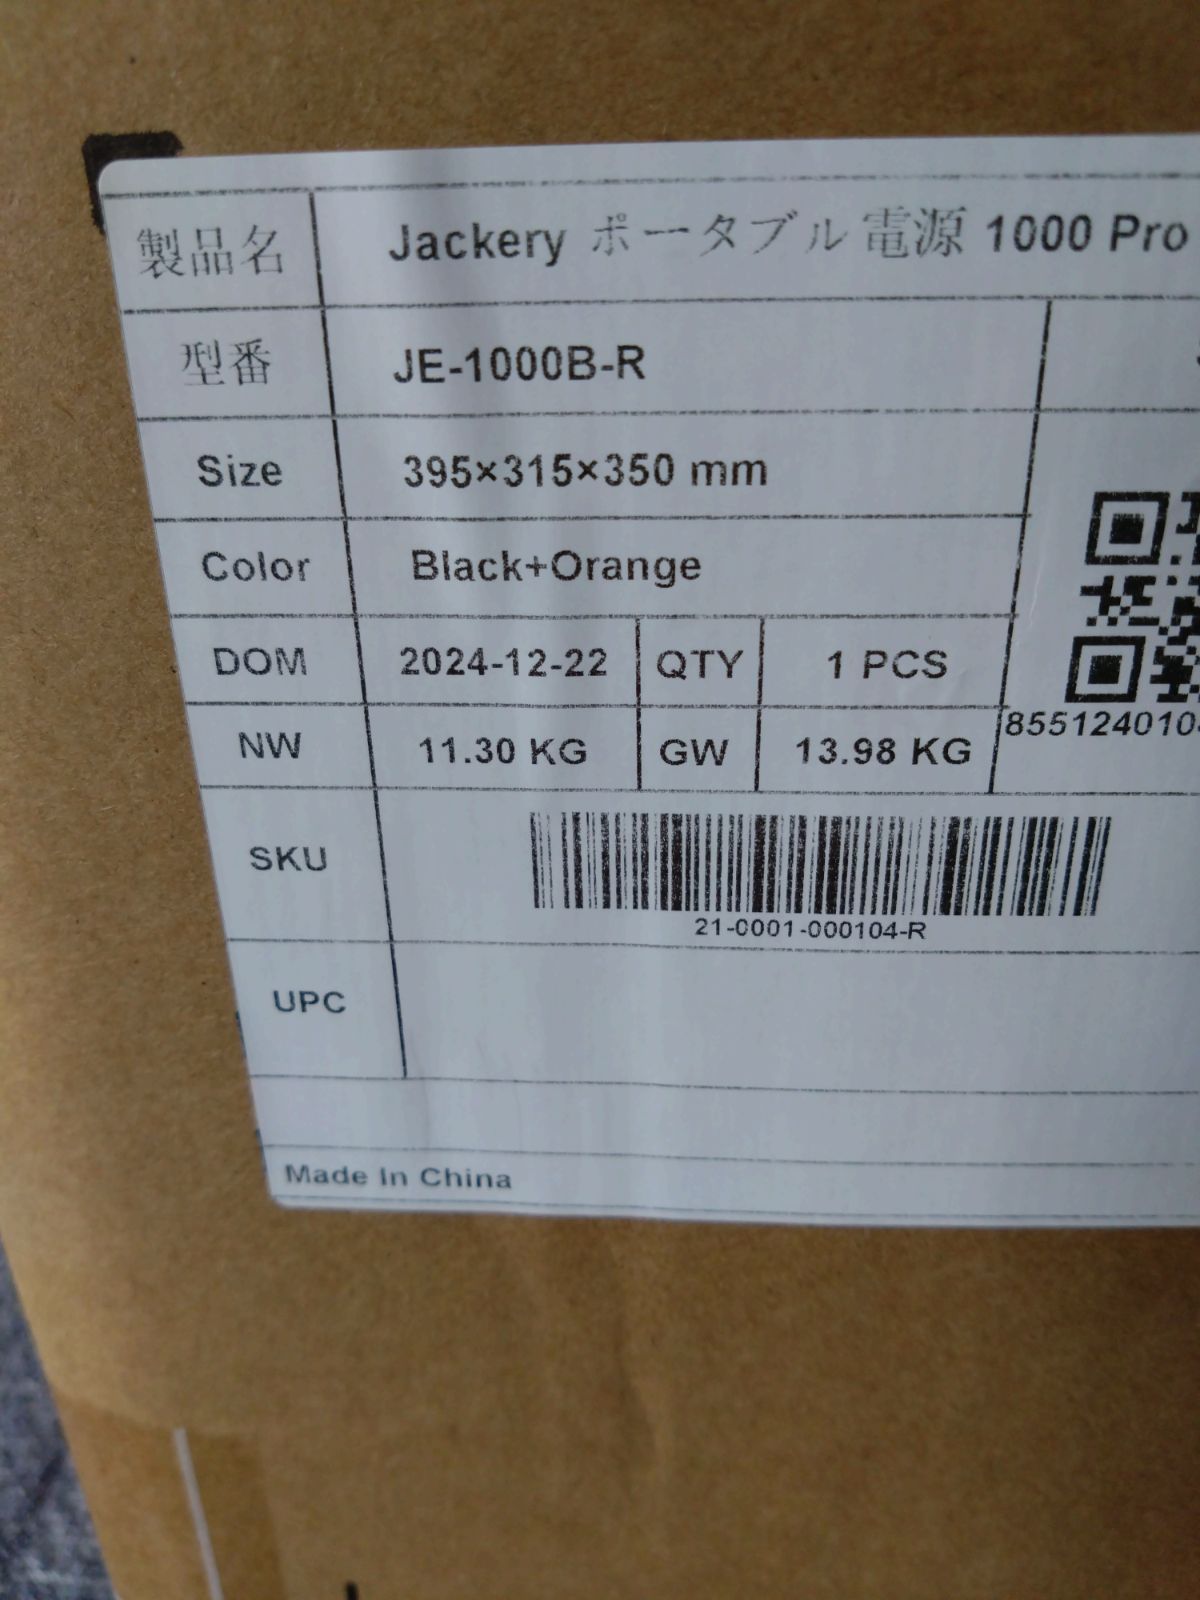 製品名 Jackery ポータブル電源 1000 Pro
型番 JE-1000B-R
Size 395×315×350 mm
Color Black+Orange
DOM 2024-12-22 QTY 1 PCS
NW 11.30 KG GW 13.98 KG
855124010
SKU
21-0001-000104-R
UPC
Made In China